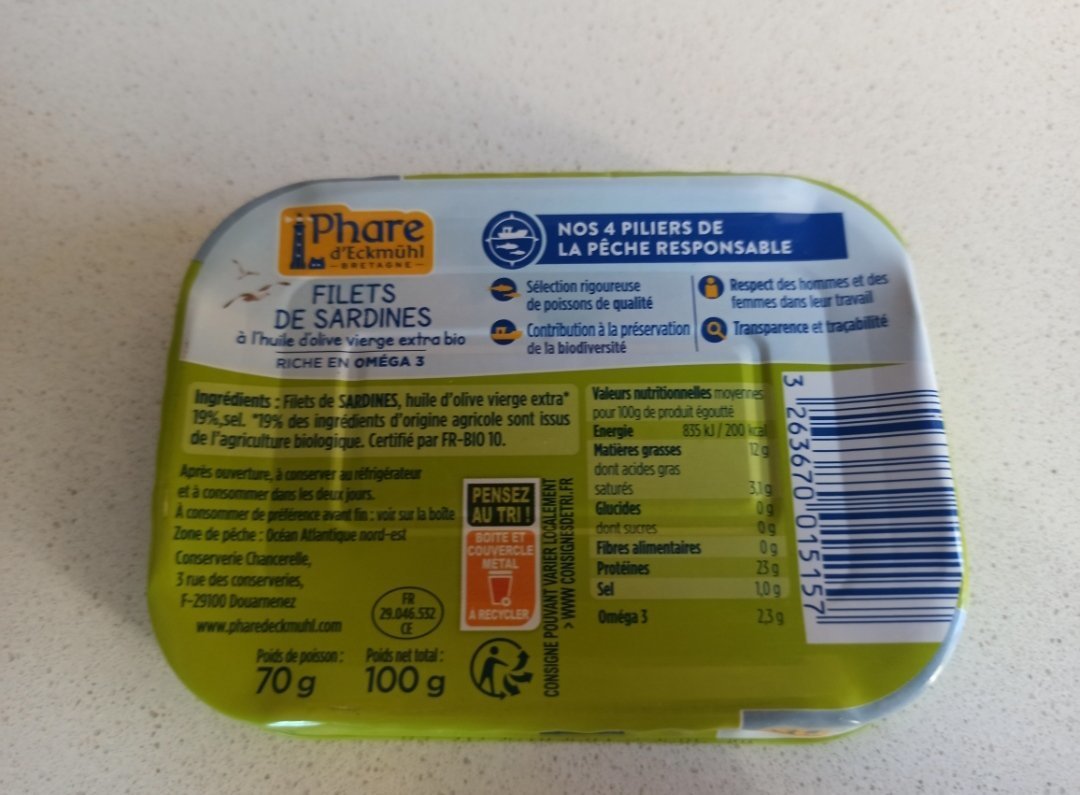 Phare
d'Eckmühl
BRETAGNE
FILETS
DE SARDINES
à l'huile d'olive vierge extra bio
RICHE EN OMÉGA 3
NOS 4 PILIERS DE
LA PÊCHE RESPONSABLE
Sélection rigoureuse
de poissons de qualité
Contribution à la préservation
de la biodiversité
Respect des hommes et des
femmes dans leur travail
Transparence et traçabilité
Ingrédients : Filets de SARDINES, huile d'olive vierge extra*
19%,sel. *19% des ingrédients d'origine agricole sont issus
de l'agriculture biologique. Certifié par FR-BIO 10.
Après ouverture, à conserver au réfrigérateur
et à consommer dans les deux jours.
À consommer de préférence avant fin : voir sur la boîte
Zone de pêche : Océan Atlantique nord-est
Conserverie Chancerelle,
3 rue des conserveries,
F-29100 Douarnenez
www.pharedeckmuhl.com
FR
29.046.532
CE
Poids de poisson :
70 g
Poids net total :
100 g
PENSEZ
AU TRI !
BOÎTE ET
COUVERCLE
MÉTAL
À RECYCLER
CONSIGNE POUVANT VARIER LOCALEMENT
> WWW.CONSIGNESDETRI.FR
Valeurs nutritionnelles moyennes
pour 100g de produit égoutté
Energie 835 kJ / 200 kcal
Matières grasses 12 g
dont acides gras
saturés 3,1 g
Glucides 0 g
dont sucres 0 g
Fibres alimentaires 0 g
Protéines 23 g
Sel 1,0 g
Oméga 3 2,3 g
3 263670 015157